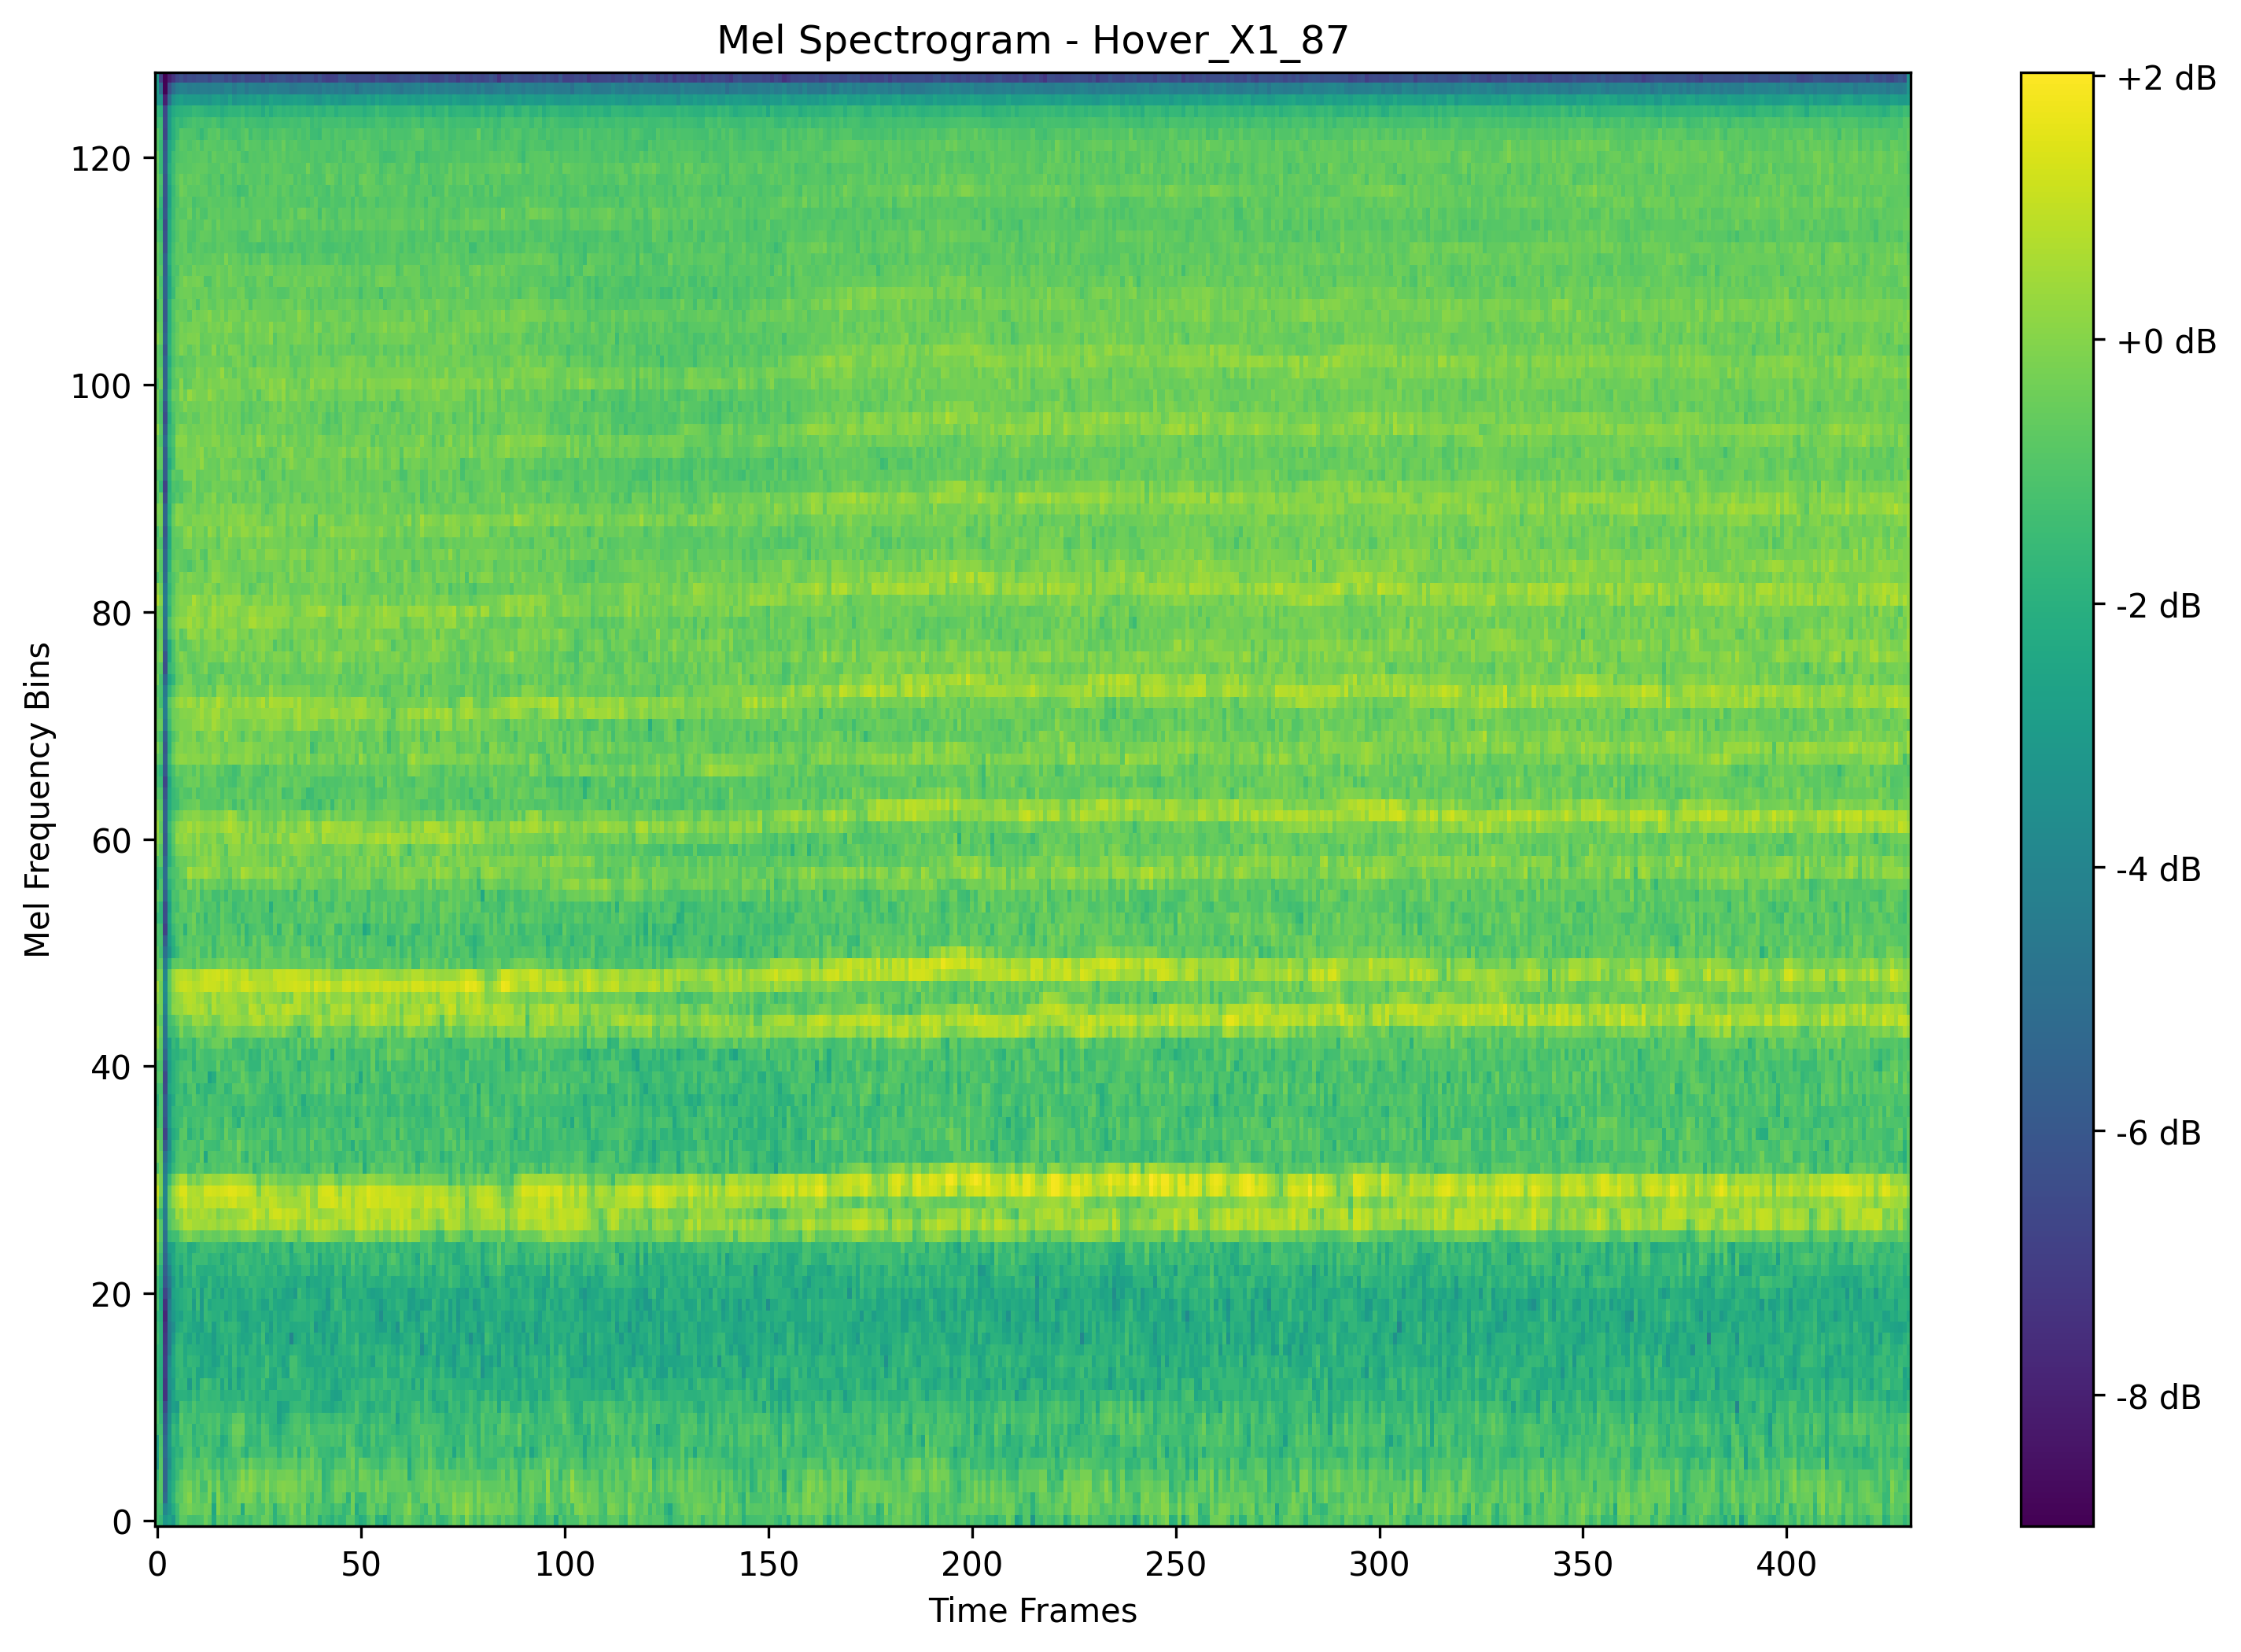 Mel Spectrogram - Hover_X1_87
Mel Frequency Bins
120
100
80
60
40
20
0
0 50 100 150 200 250 300 350 400
Time Frames
+2 dB
+0 dB
-2 dB
-4 dB
-6 dB
-8 dB